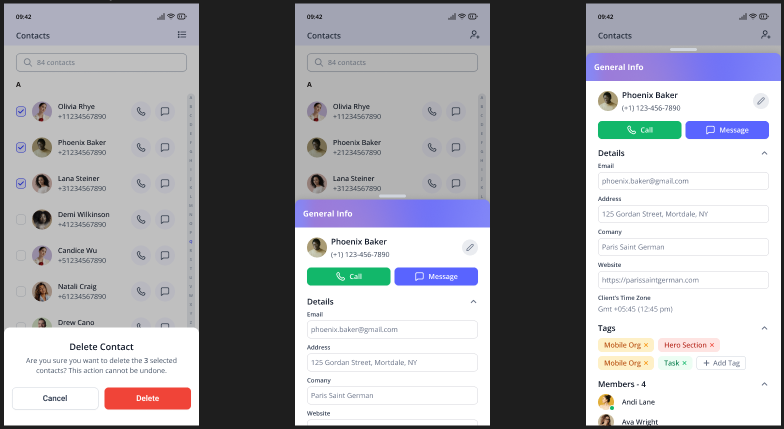 09:42
Contacts
84 contacts
A
Olivia Rhye
+11234567890
Phoenix Baker
+21234567890
Lana Steiner
+31234567890
Demi Wilkinson
+41234567890
Candice Wu
+51234567890
Natali Craig
+61234567890
Drew Cano
Delete Contact
Are you sure you want to delete the 3 selected
contacts? This action cannot be undone.
Cancel
Delete
09:42
Contacts
84 contacts
A
Olivia Rhye
+11234567890
Phoenix Baker
+21234567890
Lana Steiner
+31234567890
General Info
Phoenix Baker
(+1) 123-456-7890
Call
Message
Details
Email
phoenix.baker@gmail.com
Address
125 Gordan Street, Mortdale, NY
Comany
Paris Saint German
Website
09:42
Contacts
General Info
Phoenix Baker
(+1) 123-456-7890
Call
Message
Details
Email
phoenix.baker@gmail.com
Address
125 Gordan Street, Mortdale, NY
Comany
Paris Saint German
Website
https://parissaintgerman.com
Client's Time Zone
Gmt +05:45 (12:45 pm)
Tags
Mobile Org × Hero Section ×
Mobile Org × Task × + Add Tag
Members - 4
Andi Lane
Ava Wright